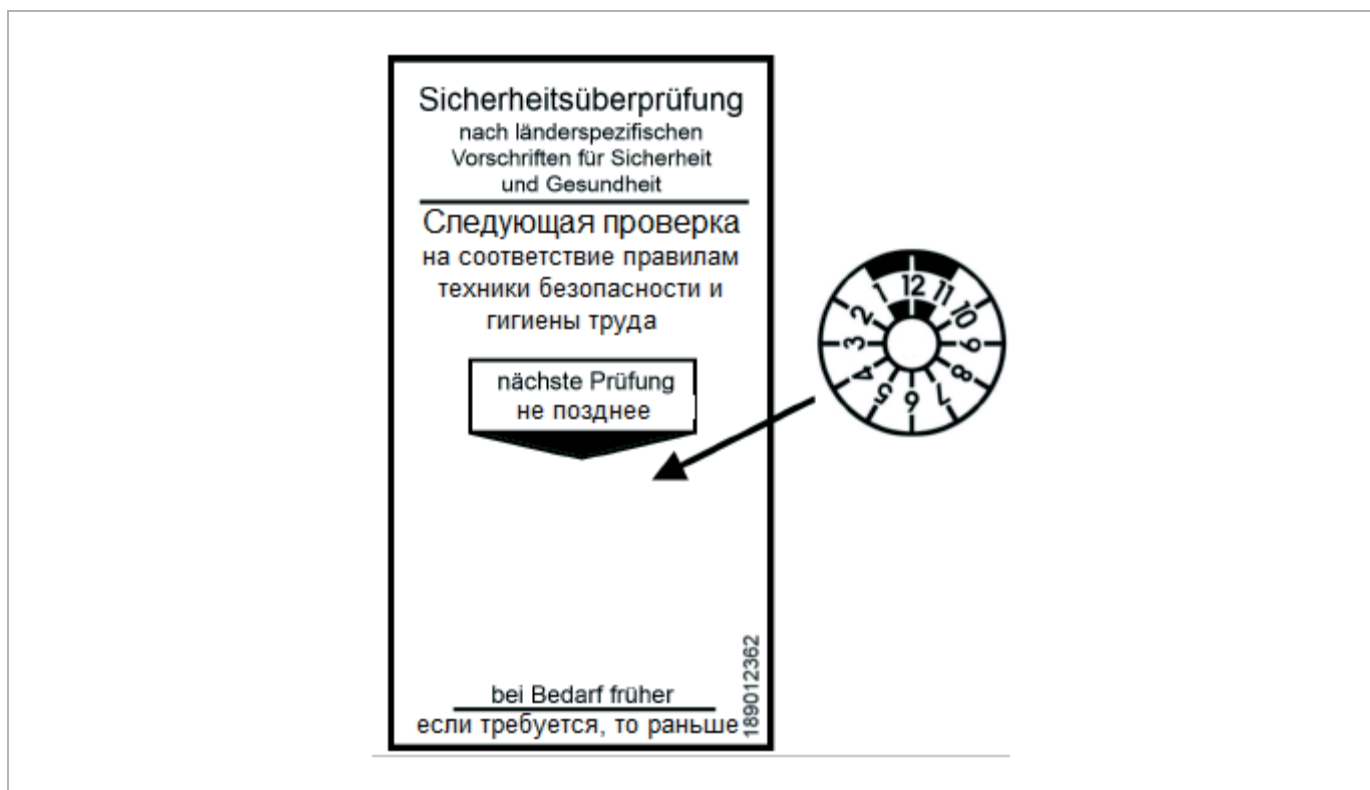 Sicherheitsüberprüfung
nach länderspezifischen
Vorschriften für Sicherheit
und Gesundheit
Следующая проверка
на соответствие правилам
техники безопасности и
гигиены труда
nächste Prüfung
не позднее
1 12 11 10 9 8 7 6 5 4 3 2
bei Bedarf früher
если требуется, то раньше
189012362